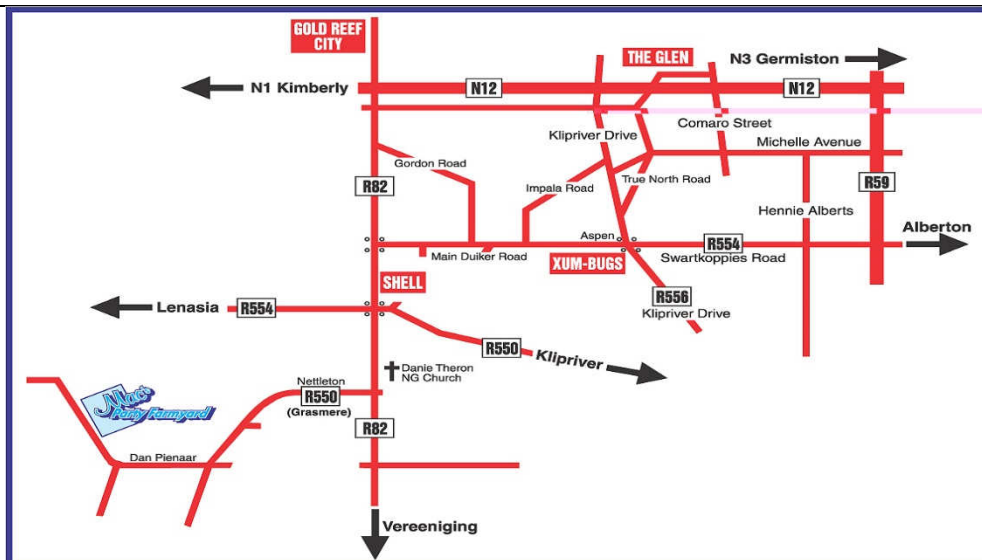 GOLD REEF
CITY
THE GLEN
N3 Germiston
N1 Kimberly
N12
N12
Klipriver Drive
Comaro Street
Michelle Avenue
Gordon Road
Impala Road
True North Road
R82
R59
Hennie Alberts
Alberton
Aspen
R554
Main Duiker Road
XUM-BUGS
Swartkoppies Road
SHELL
R556
Klipriver Drive
Lenasia
R554
R550
Klipriver
Danie Theron
NG Church
Nettleton
R550
(Grasmere)
Mac's
Party Farmyard
R82
Dan Pienaar
Vereeniging